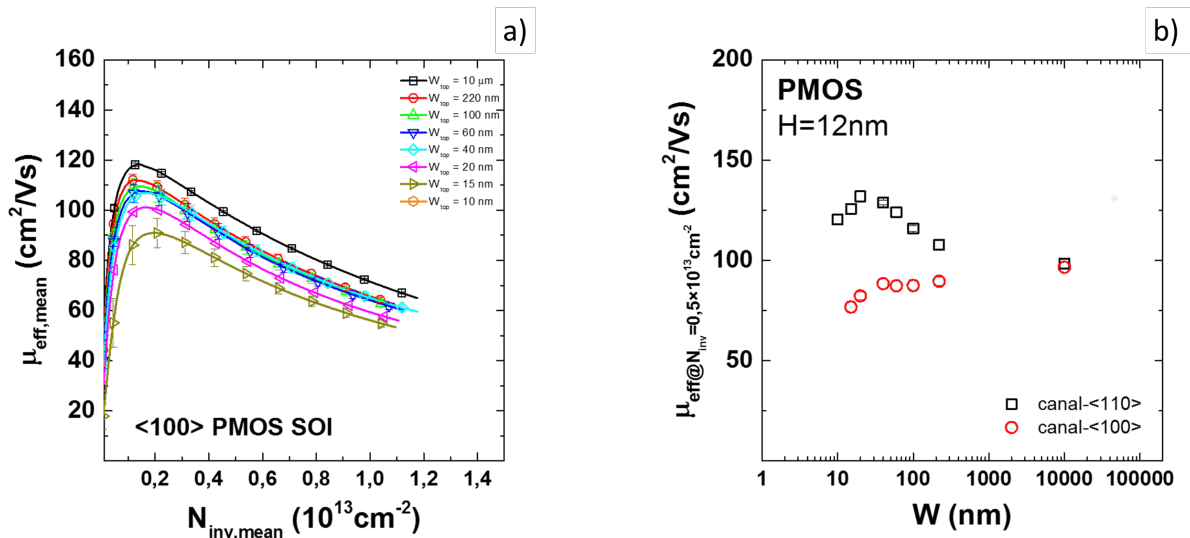 a)
160
140
120
100
80
60
40
20
μeff,mean (cm2/Vs)
Wtop = 10 μm
Wtop = 220 nm
Wtop = 100 nm
Wtop = 60 nm
Wtop = 40 nm
Wtop = 20 nm
Wtop = 15 nm
Wtop = 10 nm
<100> PMOS SOI
0,2 0,4 0,6 0,8 1,0 1,2 1,4
Ninv,mean (1013cm-2)
b)
200
150
100
50
μeff@Ninv=0,5×1013cm-2 (cm2/Vs)
PMOS
H=12nm
canal-<110>
canal-<100>
1 10 100 1000 10000 100000
W (nm)